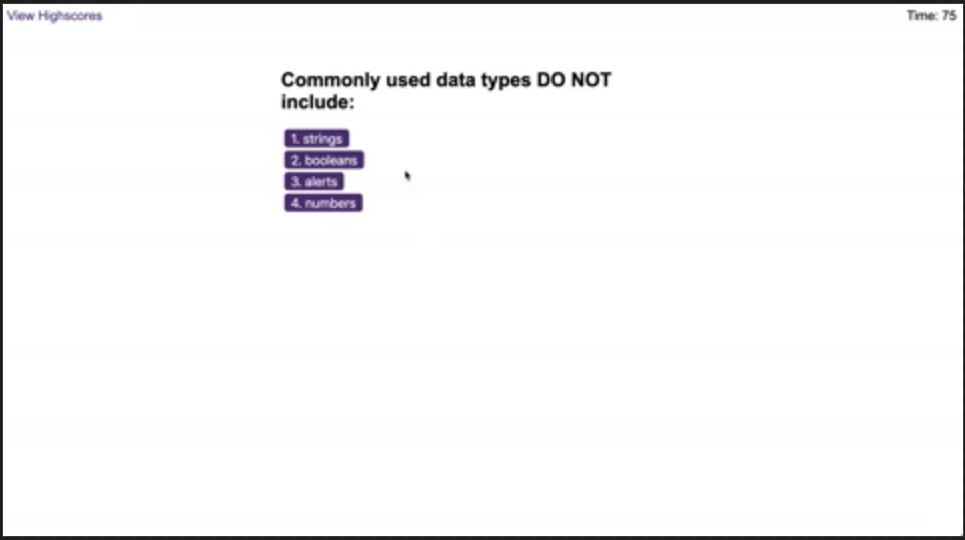 View Highscores
Time: 75
Commonly used data types DO NOT
include:
1. strings
2. booleans
3. alerts
4. numbers